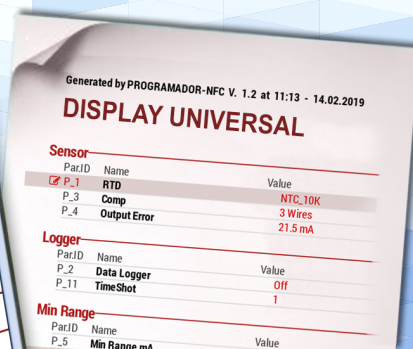 Generated by PROGRAMADOR-NFC V. 1.2 at 11:13 - 14.02.2019
DISPLAY UNIVERSAL
Sensor
Par.ID Name Value
P_1 RTD NTC_10K
P_3 Comp 3 Wires
P_4 Output Error 21.5 mA
Logger
Par.ID Name Value
P_2 Data Logger Off
P_11 TimeShot 1
Min Range
Par.ID Name Value
P_5 Min Range mA